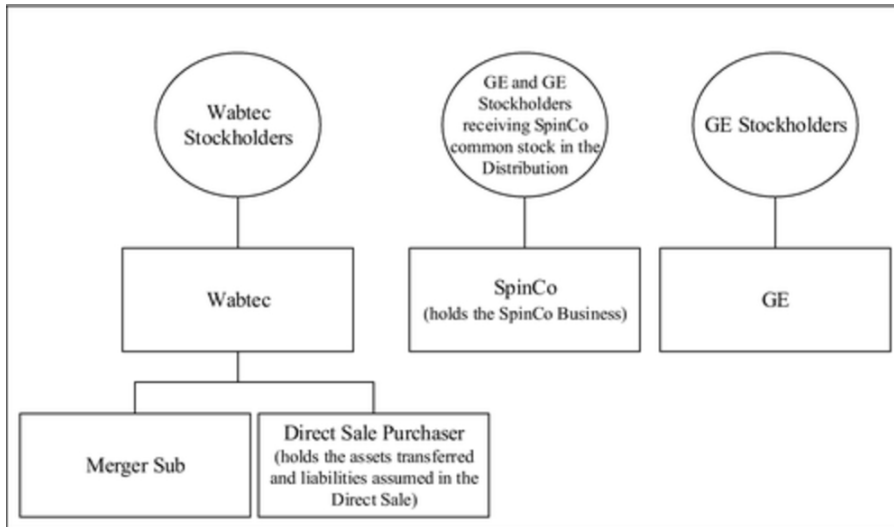 Wabtec
Stockholders
GE and GE
Stockholders
receiving SpinCo
common stock in the
Distribution
GE Stockholders
Wabtec
SpinCo
(holds the SpinCo Business)
GE
Merger Sub
Direct Sale Purchaser
(holds the assets transferred
and liabilities assumed in the
Direct Sale)